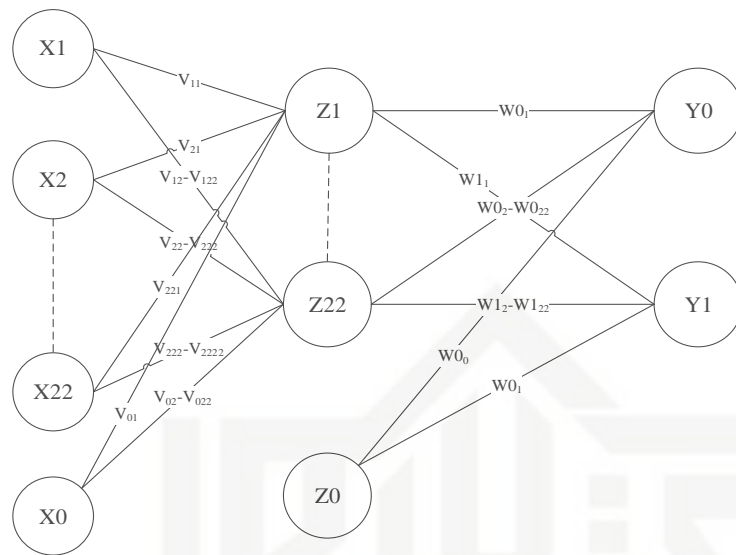 X1
Z1
Y0
V₁₁
W0₁
V₂₁
X2
V₁₂-V₁₂₂
W1₁
W0₂-W0₂₂
V₂₂-V₂₂₂
V₂₂₁
Z22
W1₂-W1₂₂
Y1
V₂₂₂-V₂₂₂₂
W0₀
X22
V₀₁
V₀₂-V₀₂₂
W0₁
Z0
X0